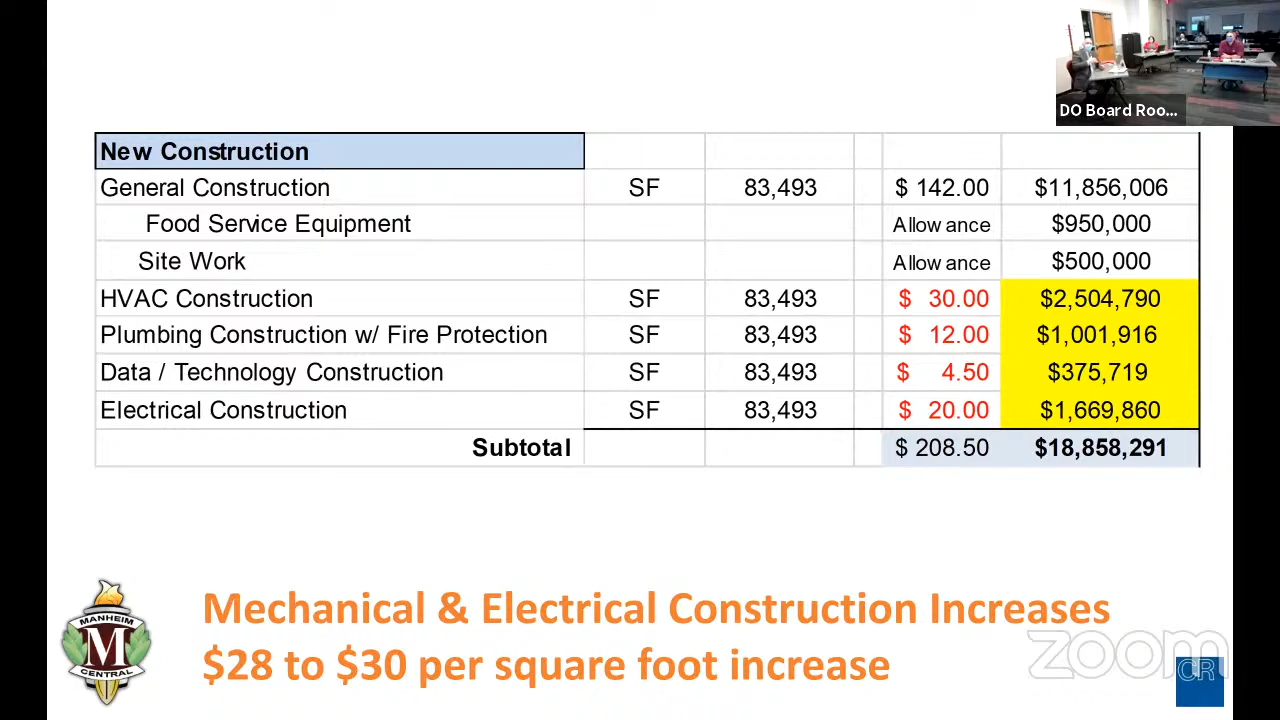 DO Board Roo...
New Construction
General Construction SF 83,493 $ 142.00 $11,856,006
Food Service Equipment Allowance $950,000
Site Work Allowance $500,000
HVAC Construction SF 83,493 $ 30.00 $2,504,790
Plumbing Construction w/ Fire Protection SF 83,493 $ 12.00 $1,001,916
Data / Technology Construction SF 83,493 $ 4.50 $375,719
Electrical Construction SF 83,493 $ 20.00 $1,669,860
Subtotal $ 208.50 $18,858,291
MANHEIM
M
CENTRAL
Mechanical & Electrical Construction Increases
$28 to $30 per square foot increase
zoom
CR